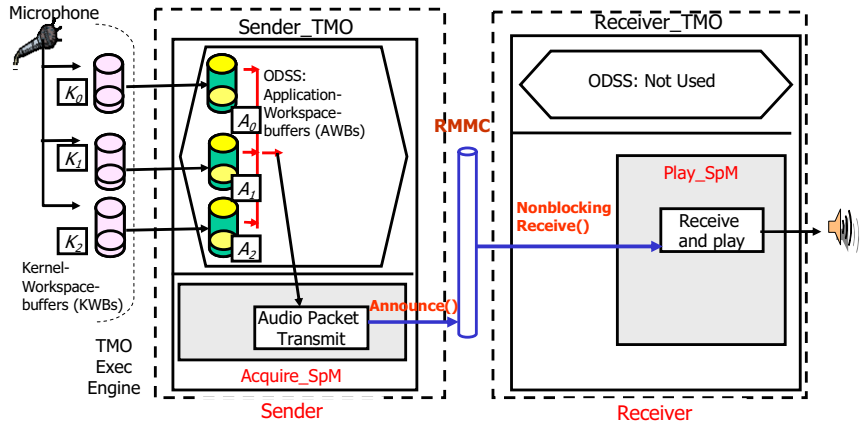 Microphone
Sender_TMO
Receiver_TMO
K0
K1
K2
Kernel-
Workspace-
buffers (KWBs)
TMO
Exec
Engine
ODSS:
Application-
Workspace-
buffers (AWBs)
A0
A1
A2
Audio Packet
Transmit
Acquire_SpM
Sender
Announce()
RMMC
Nonblocking
Receive()
ODSS: Not Used
Play_SpM
Receive
and play
Receiver